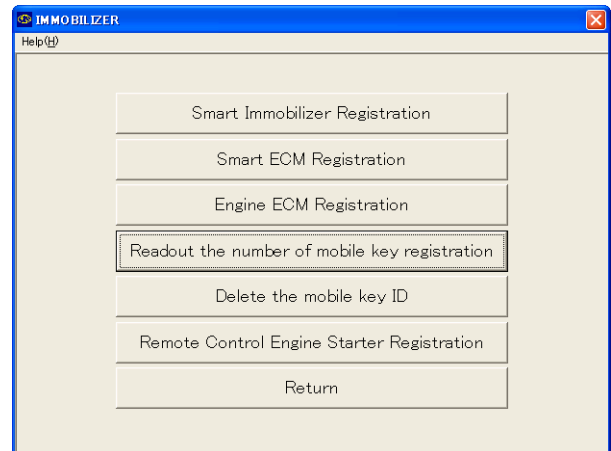 IMMOBILIZER
Help(H)
Smart Immobilizer Registration
Smart ECM Registration
Engine ECM Registration
Readout the number of mobile key registration
Delete the mobile key ID
Remote Control Engine Starter Registration
Return